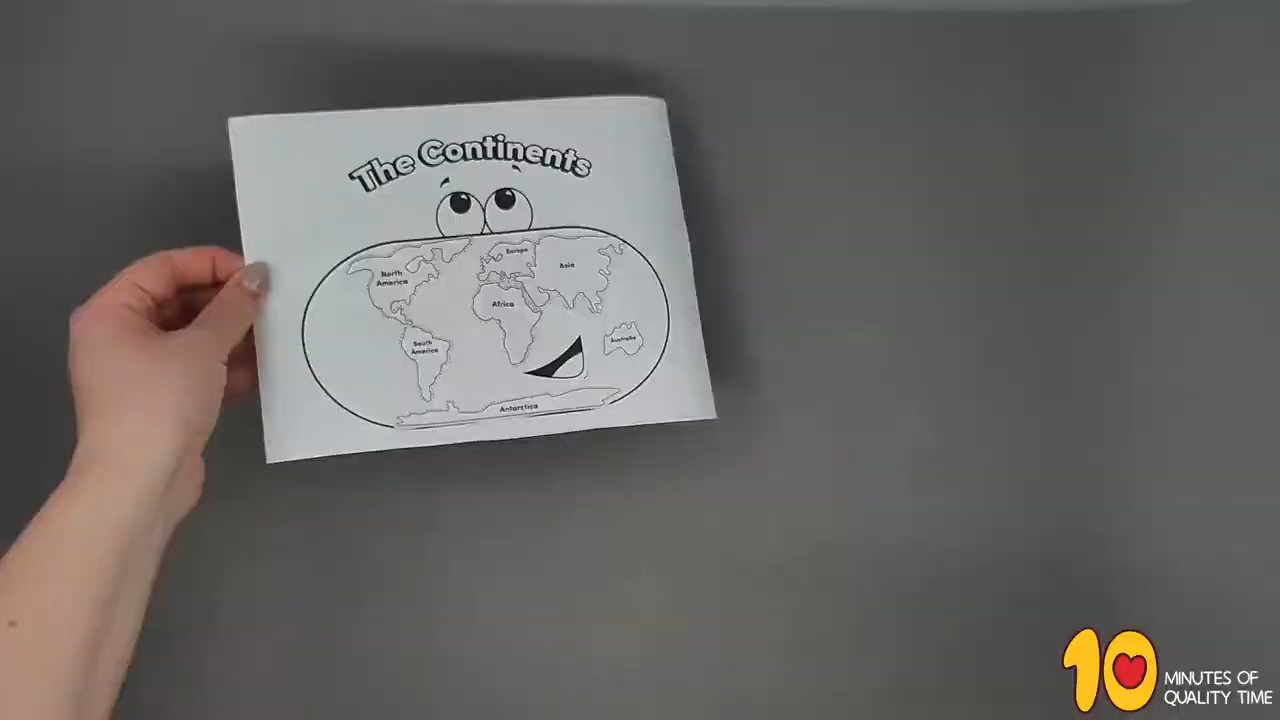 The Continents
North
America
Europe
Asia
Africa
South
America
Australia
Antarctica
10
MINUTES OF
QUALITY TIME